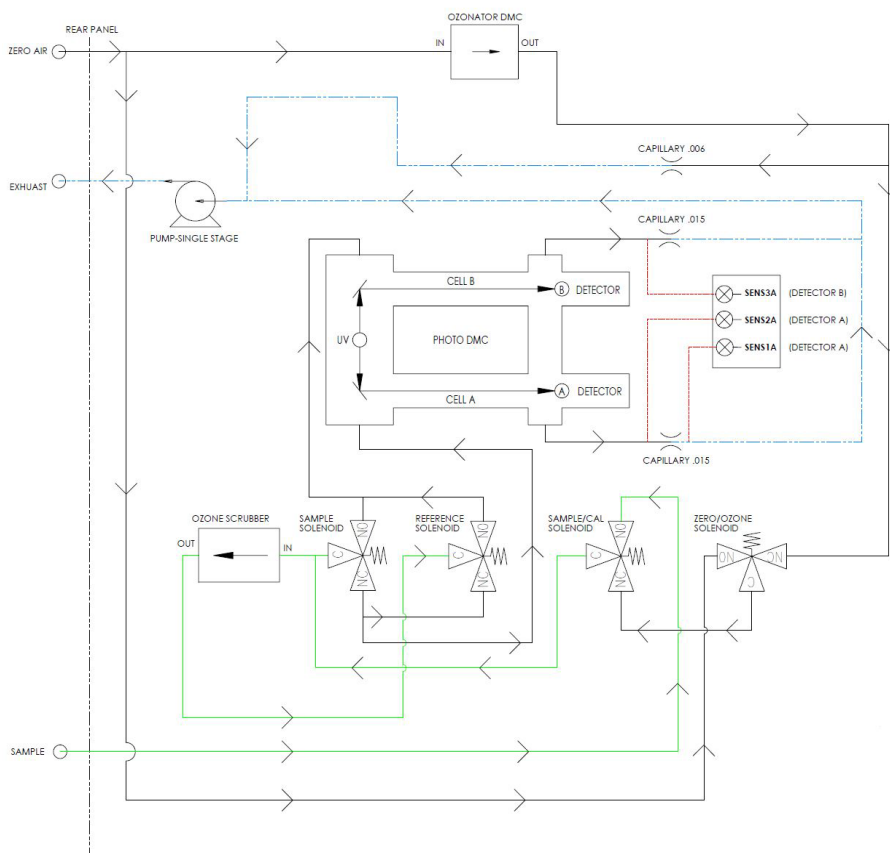 OZONATOR DMC
REAR PANEL
IN
OUT
ZERO AIR
CAPILLARY .006
EXHUAST
CAPILLARY .015
PUMP-SINGLE STAGE
CELL B
B
DETECTOR
SENS3A
(DETECTOR B)
SENS2A
(DETECTOR A)
UV
PHOTO DMC
SENS1A
(DETECTOR A)
A
DETECTOR
CELL A
CAPILLARY .015
OZONE SCRUBBER
SAMPLE
SOLENOID
REFERENCE
SOLENOID
SAMPLE/CAL
SOLENOID
ZERO/OZONE
SOLENOID
OUT
IN
NO
C
NC
NO
C
NC
NO
C
NC
NO
NC
C
SAMPLE